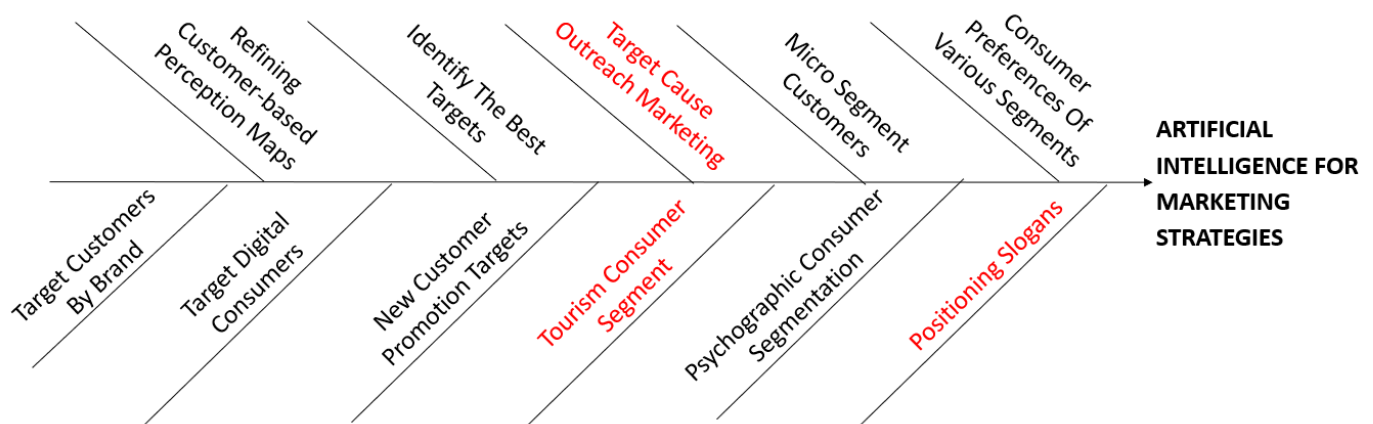 Refining
Customer-based
Perception Maps
Identify The Best
Targets
Target Cause
Outreach Marketing
Micro Segment
Customers
Consumer
Preferences Of
Various Segments
ARTIFICIAL
INTELLIGENCE FOR
MARKETING
STRATEGIES
Target Customers
By Brand
Target Digital
Consumers
New Customer
Promotion Targets
Tourism Consumer
Segment
Psychographic Consumer
Segmentation
Positioning Slogans